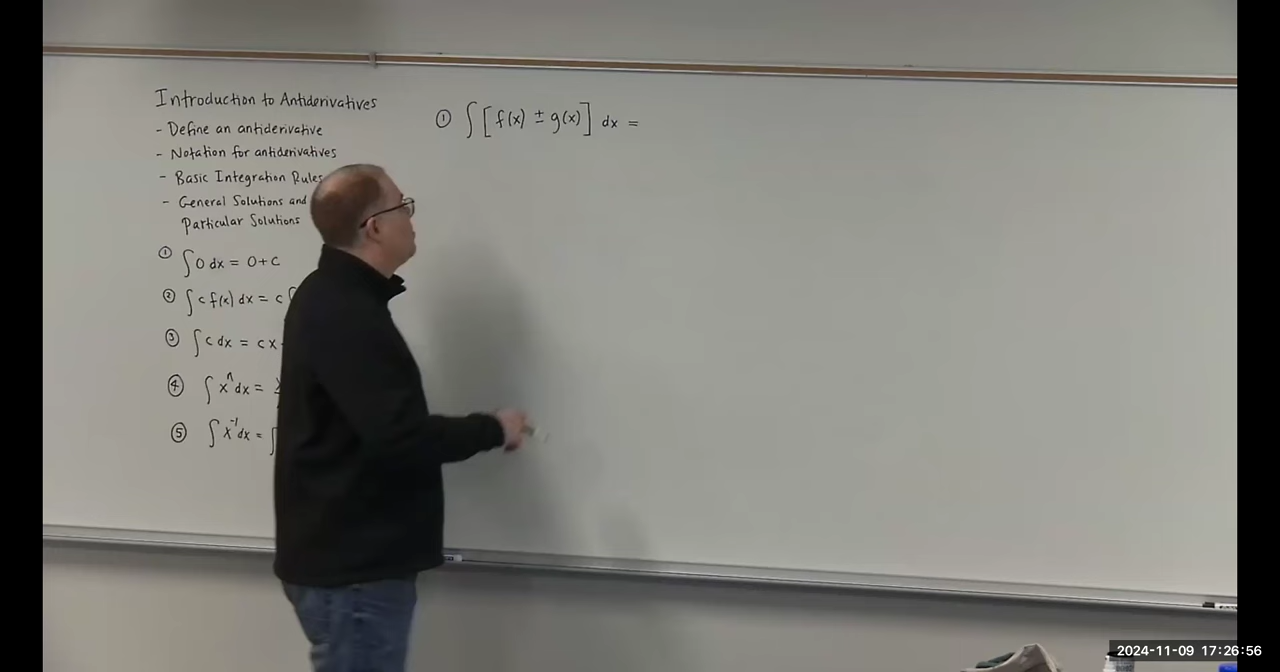 Introduction to Antiderivatives
- Define an antiderivative
- Notation for antiderivatives
- Basic Integration Rules
- General Solutions and
Particular Solutions
① ∫ 0 dx = 0 + C
② ∫ c f(x) dx = c
③ ∫ c dx = cx
④ ∫ xⁿ dx =
⑤ ∫ x⁻¹ dx = ∫
① ∫ [f(x) ± g(x)] dx =
2024-11-09 17:26:56